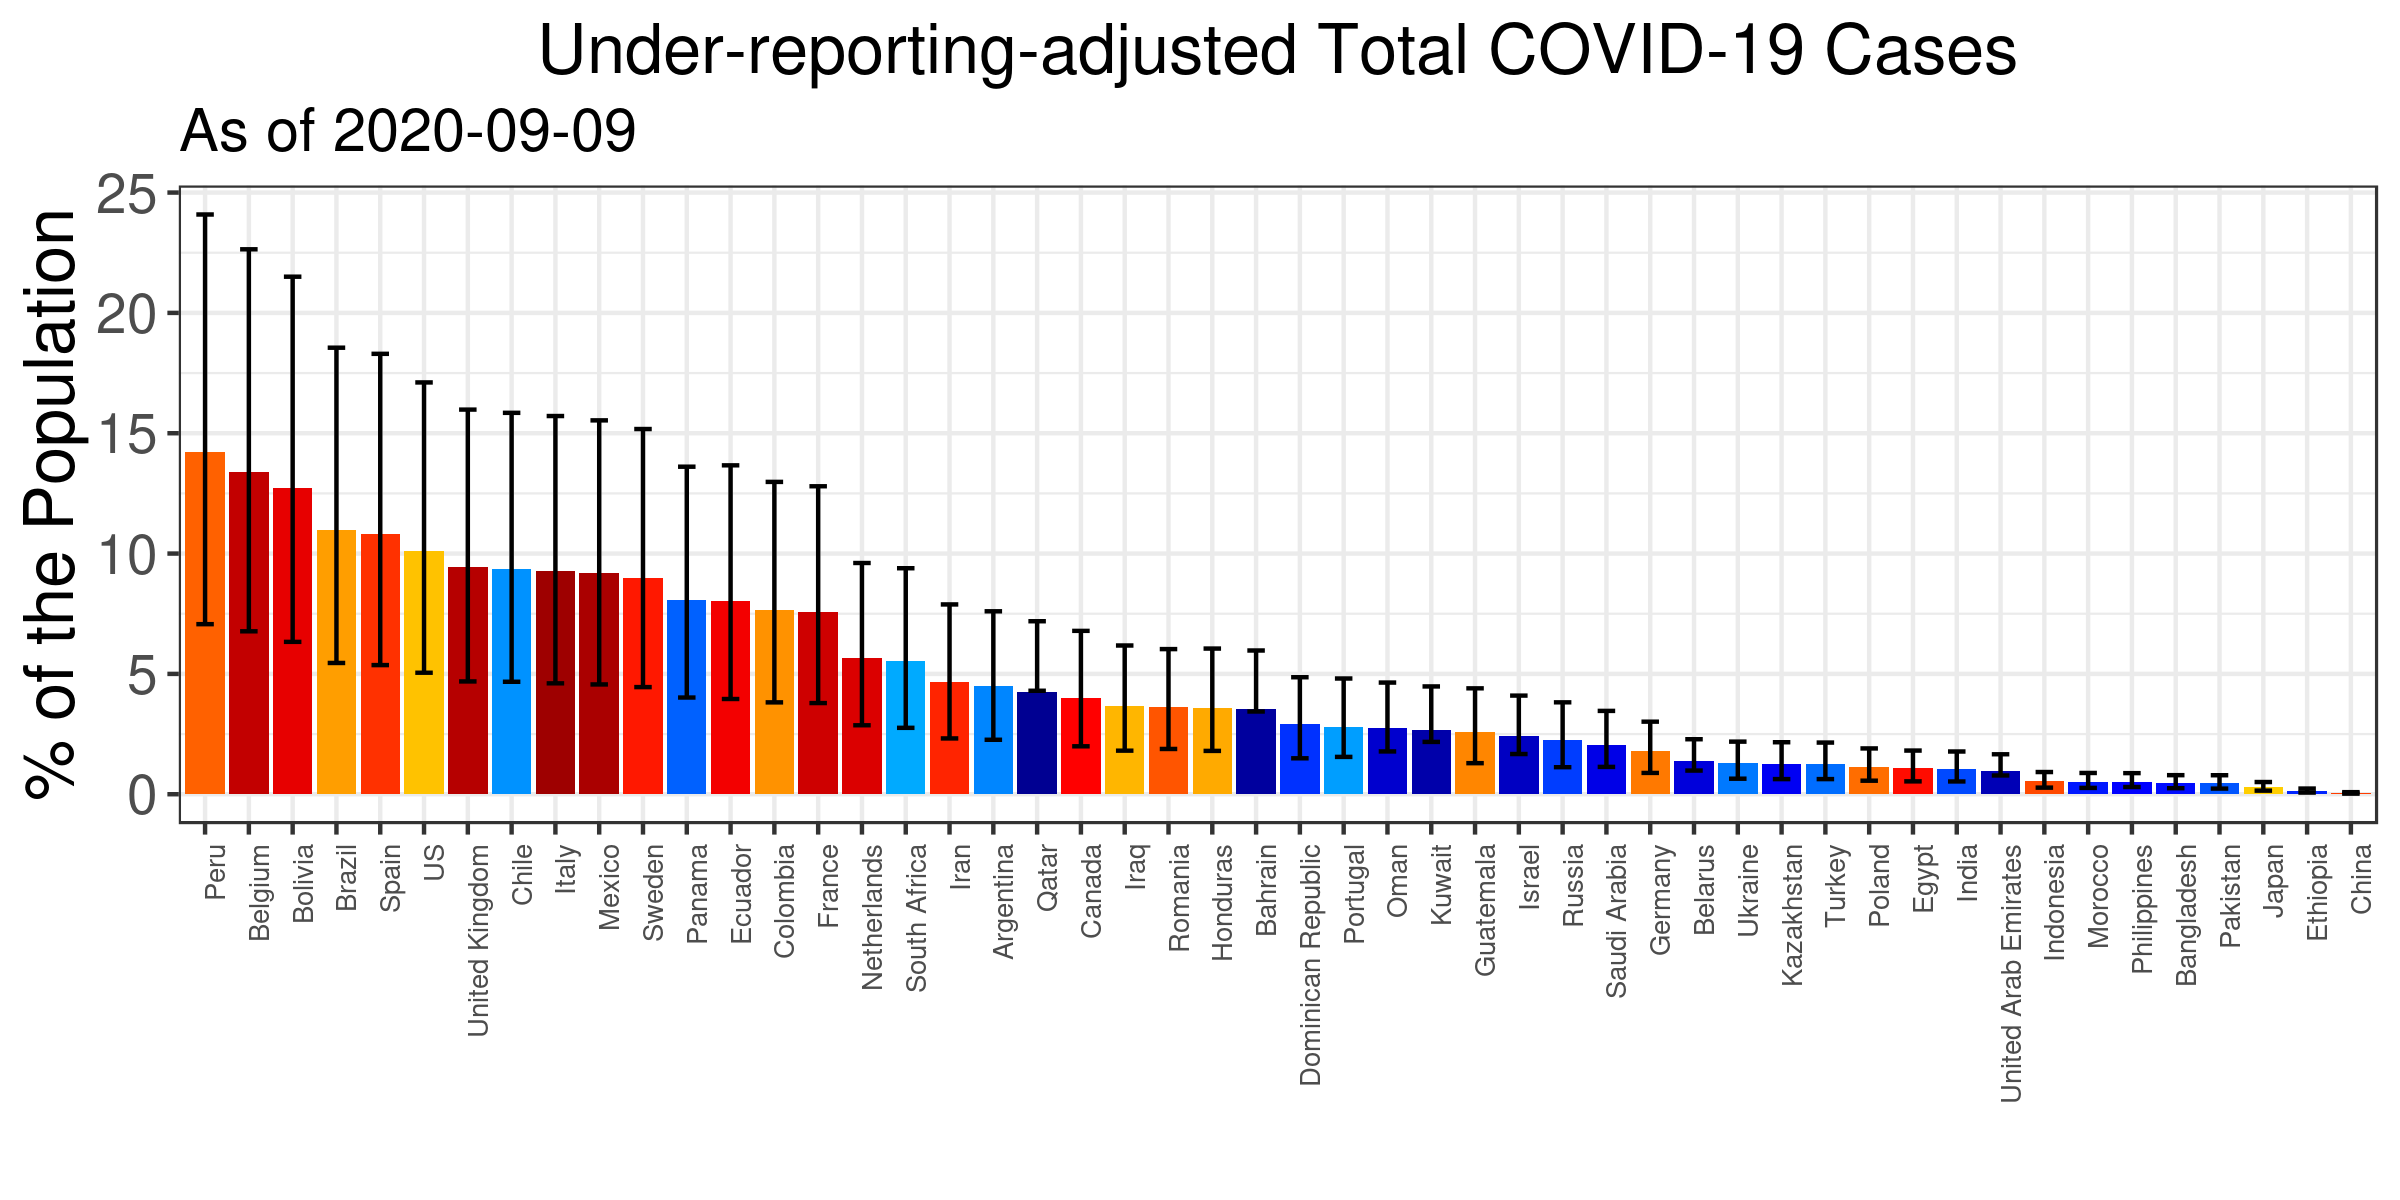 Under-reporting-adjusted Total COVID-19 Cases
As of 2020-09-09
% of the Population
25
20
15
10
5
0
Peru
Belgium
Bolivia
Brazil
Spain
US
United Kingdom
Chile
Italy
Mexico
Sweden
Panama
Ecuador
Colombia
France
Netherlands
South Africa
Iran
Argentina
Qatar
Canada
Iraq
Romania
Honduras
Bahrain
Dominican Republic
Portugal
Oman
Kuwait
Guatemala
Israel
Russia
Saudi Arabia
Germany
Belarus
Ukraine
Kazakhstan
Turkey
Poland
Egypt
India
United Arab Emirates
Indonesia
Morocco
Philippines
Bangladesh
Pakistan
Japan
Ethiopia
China